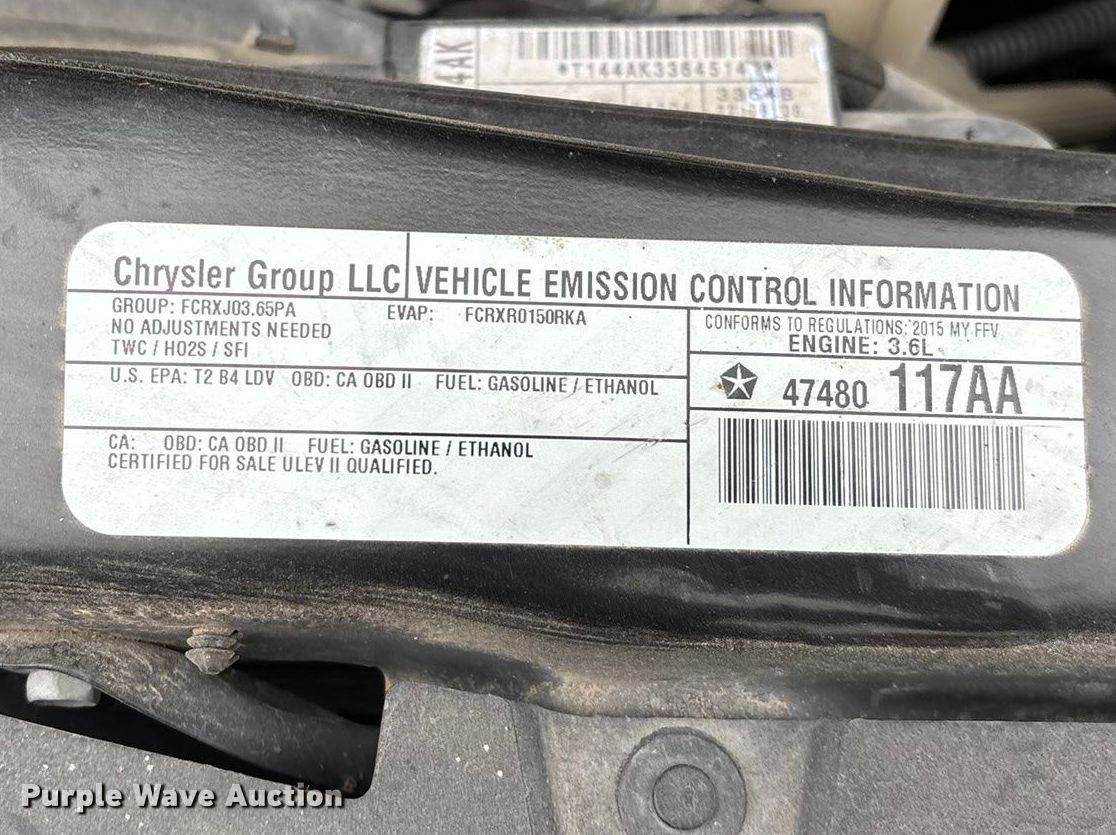 4AK
*T144AK3364514
3364B
Chrysler Group LLC VEHICLE EMISSION CONTROL INFORMATION
GROUP: FCRXJ03.65PA EVAP: FCRXR0150RKA
NO ADJUSTMENTS NEEDED
TWC / HO2S / SFI
CONFORMS TO REGULATIONS: 2015 MY FFV
ENGINE: 3.6L
U.S. EPA: T2 B4 LDV OBD: CA OBD II FUEL: GASOLINE / ETHANOL
47480 117AA
CA: OBD: CA OBD II FUEL: GASOLINE / ETHANOL
CERTIFIED FOR SALE ULEV II QUALIFIED.
Purple Wave Auction